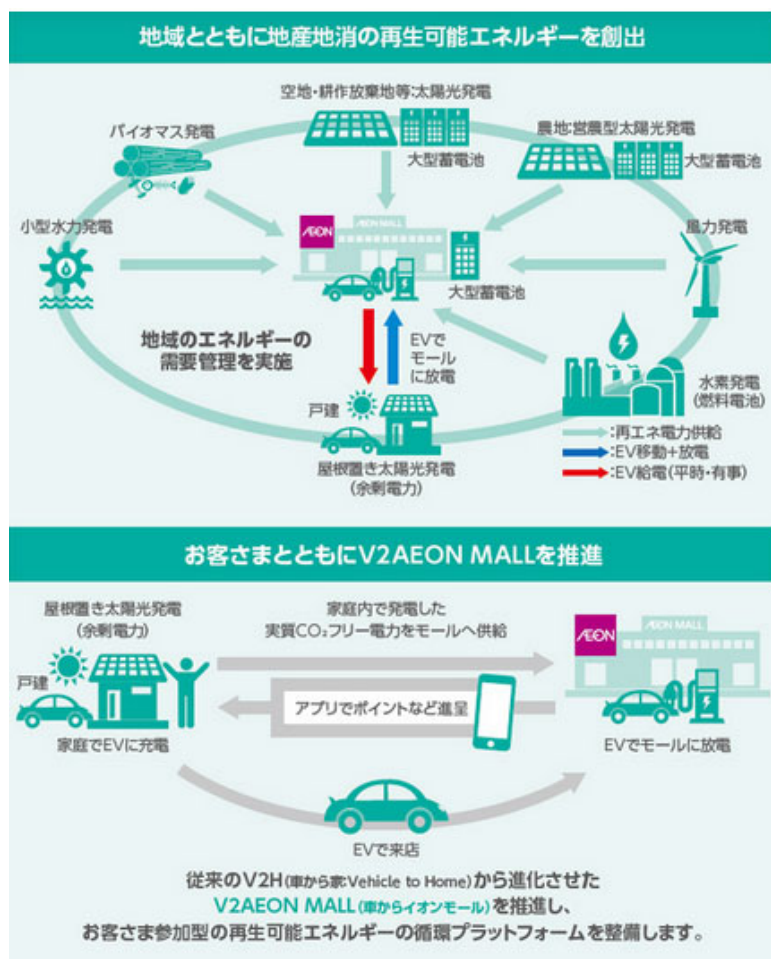 地域とともに地産地消の再生可能エネルギーを創出
空地・耕作放棄地等:太陽光発電
大型蓄電池
バイオマス発電
農地:営農型太陽光発電
大型蓄電池
小型水力発電
AEON
AEON MALL
風力発電
大型蓄電池
地域のエネルギーの
需要管理を実施
EVで
モール
に放電
戸建
屋根置き太陽光発電
(余剰電力)
水素発電
(燃料電池)
:再エネ電力供給
:EV移動+放電
:EV給電(平時・有事)
お客さまとともにV2AEON MALLを推進
屋根置き太陽光発電
(余剰電力)
家庭内で発電した
実質CO₂フリー電力をモールへ供給
AEON
AEON MALL
戸建
アプリでポイントなど進呈
家庭でEVに充電
EVでモールに放電
EVで来店
従来のV2H(車から家:Vehicle to Home)から進化させた
V2AEON MALL(車からイオンモール)を推進し、
お客さま参加型の再生可能エネルギーの循環プラットフォームを整備します。